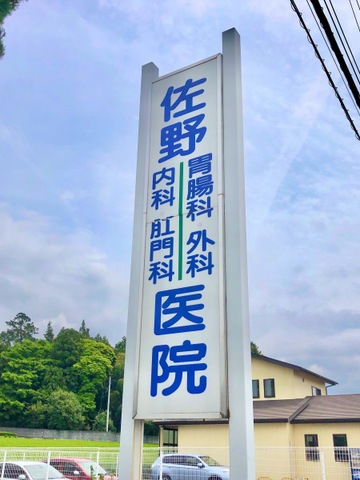 佐野
胃腸科 外科
内科 肛門科
医院